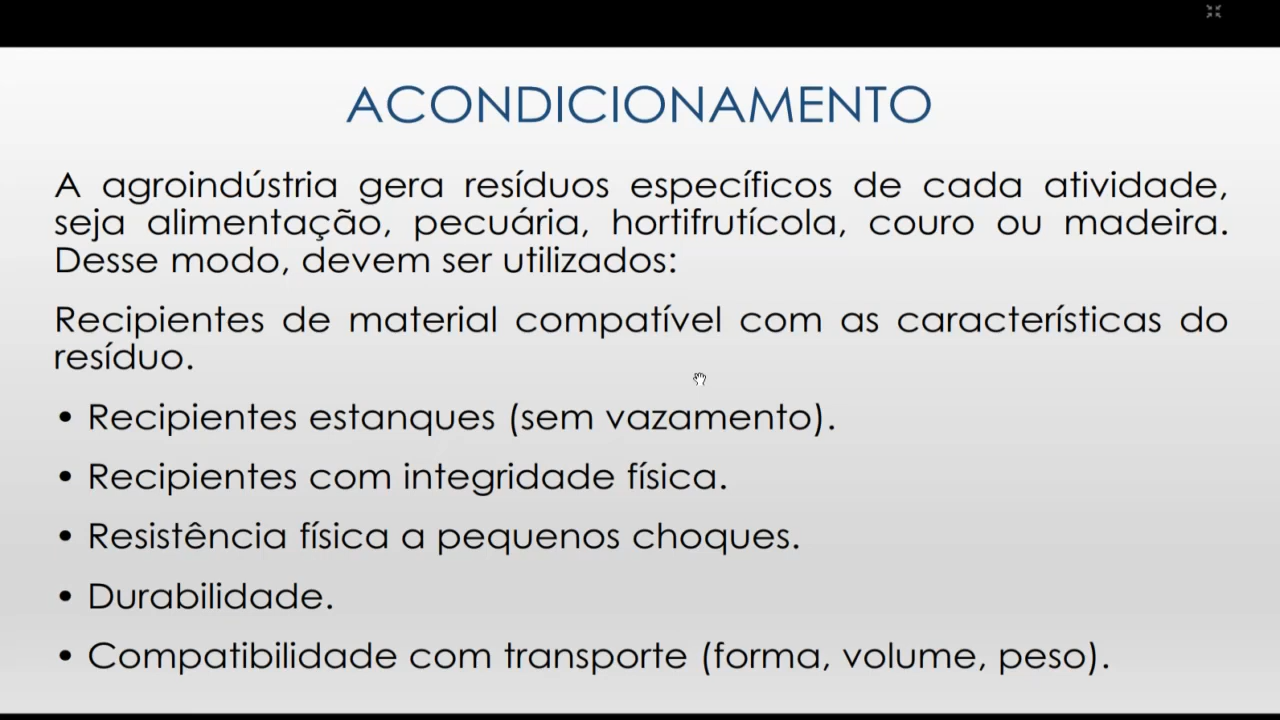 ACONDICIONAMENTO
A agroindústria gera resíduos específicos de cada atividade,
seja alimentação, pecuária, hortifrutícola, couro ou madeira.
Desse modo, devem ser utilizados:
Recipientes de material compatível com as características do
resíduo.
• Recipientes estanques (sem vazamento).
• Recipientes com integridade física.
• Resistência física a pequenos choques.
• Durabilidade.
• Compatibilidade com transporte (forma, volume, peso).